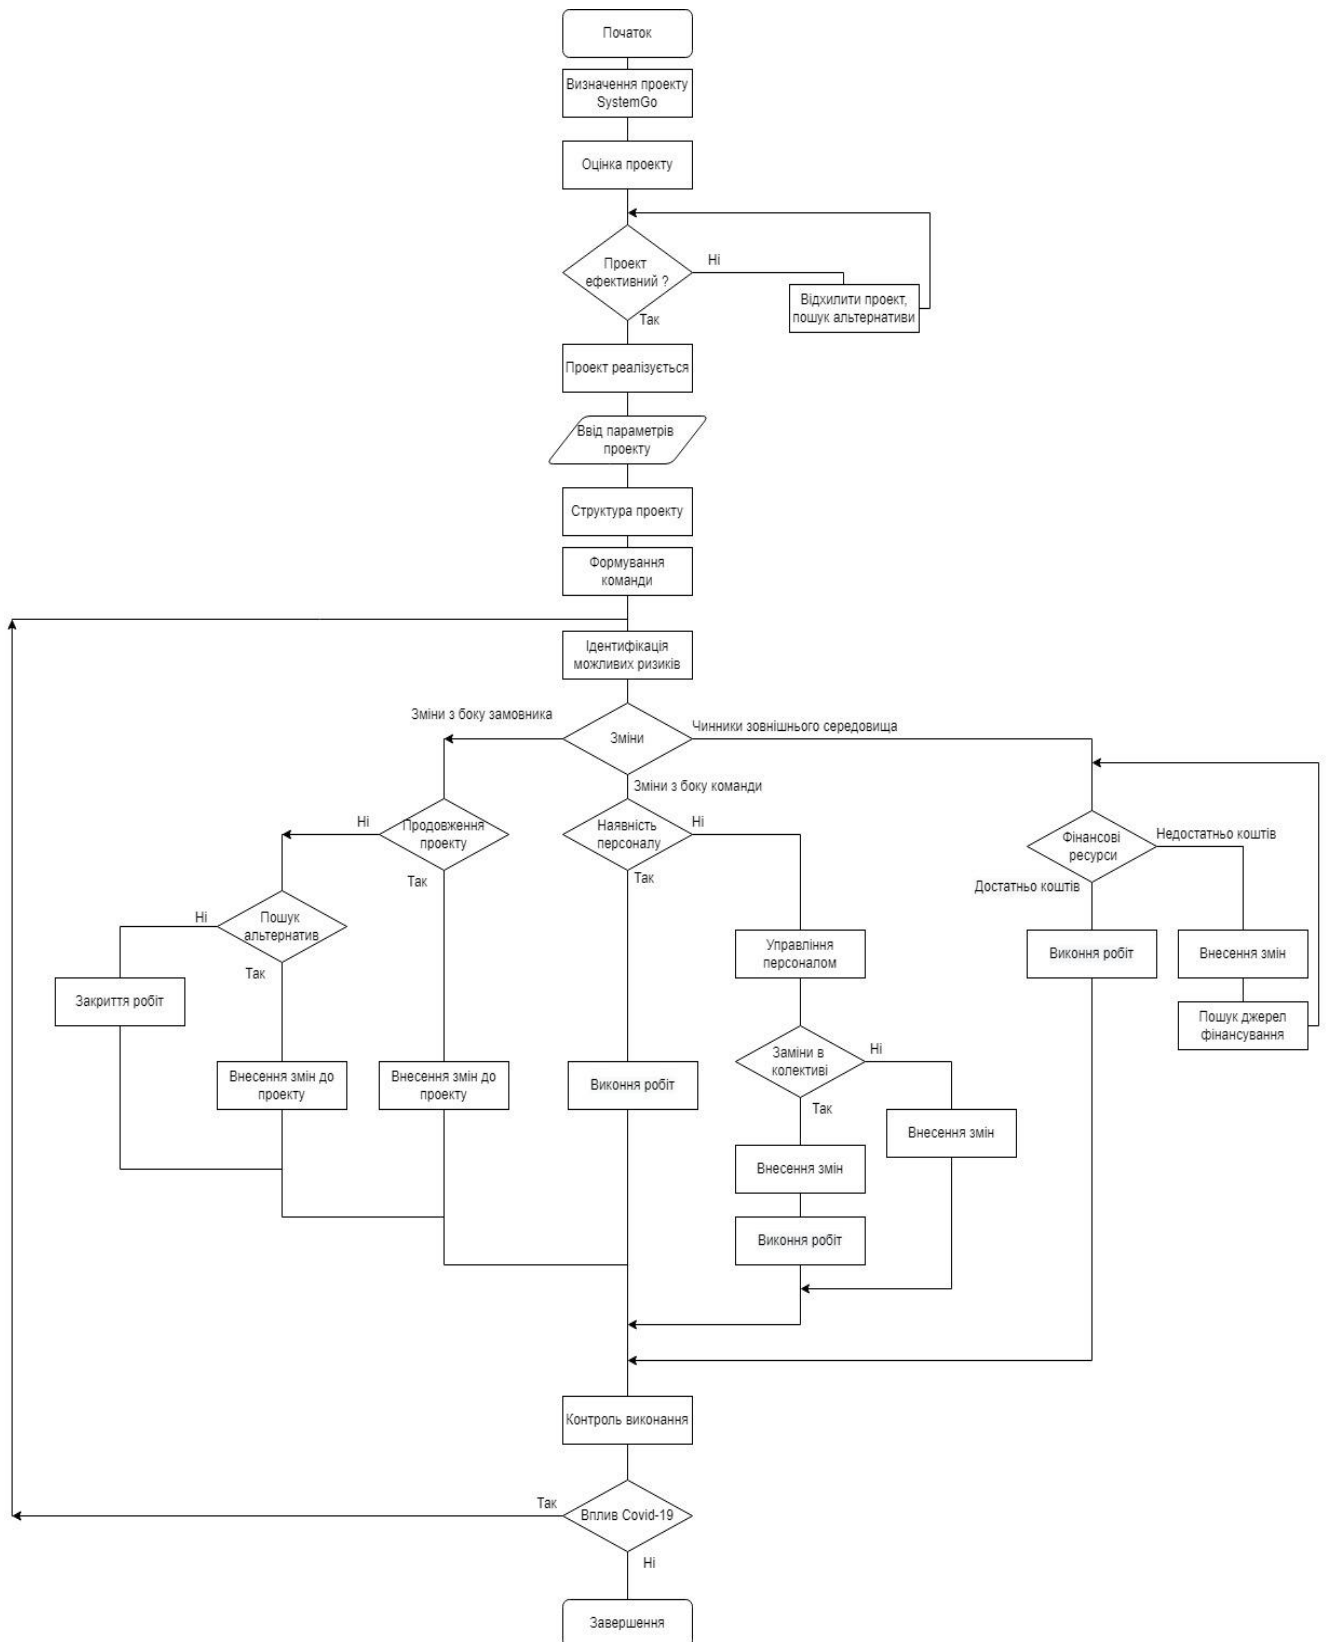 Початок
Визначення проекту
SystemGo
Оцінка проекту
Проект
ефективний ?
Ні
Відхилити проект,
пошук альтернативи
Так
Проект реалізується
Ввід параметрів
проекту
Структура проекту
Формування
команди
Ідентифікація
можливих ризиків
Зміни з боку замовника
Зміни
Чинники зовнішнього середовища
Зміни з боку команди
Ні
Продовження
проекту
Так
Наявність
персоналу
Ні
Так
Фінансові
ресурси
Недостатньо коштів
Достатньо коштів
Ні
Пошук
альтернатив
Так
Закриття робіт
Управління
персоналом
Виконня робіт
Внесення змін
Пошук джерел
фінансування
Внесення змін до
проекту
Внесення змін до
проекту
Виконня робіт
Заміни в
колективі
Ні
Так
Внесення змін
Внесення змін
Виконня робіт
Контроль виконання
Так
Вплив Covid-19
Ні
Завершення